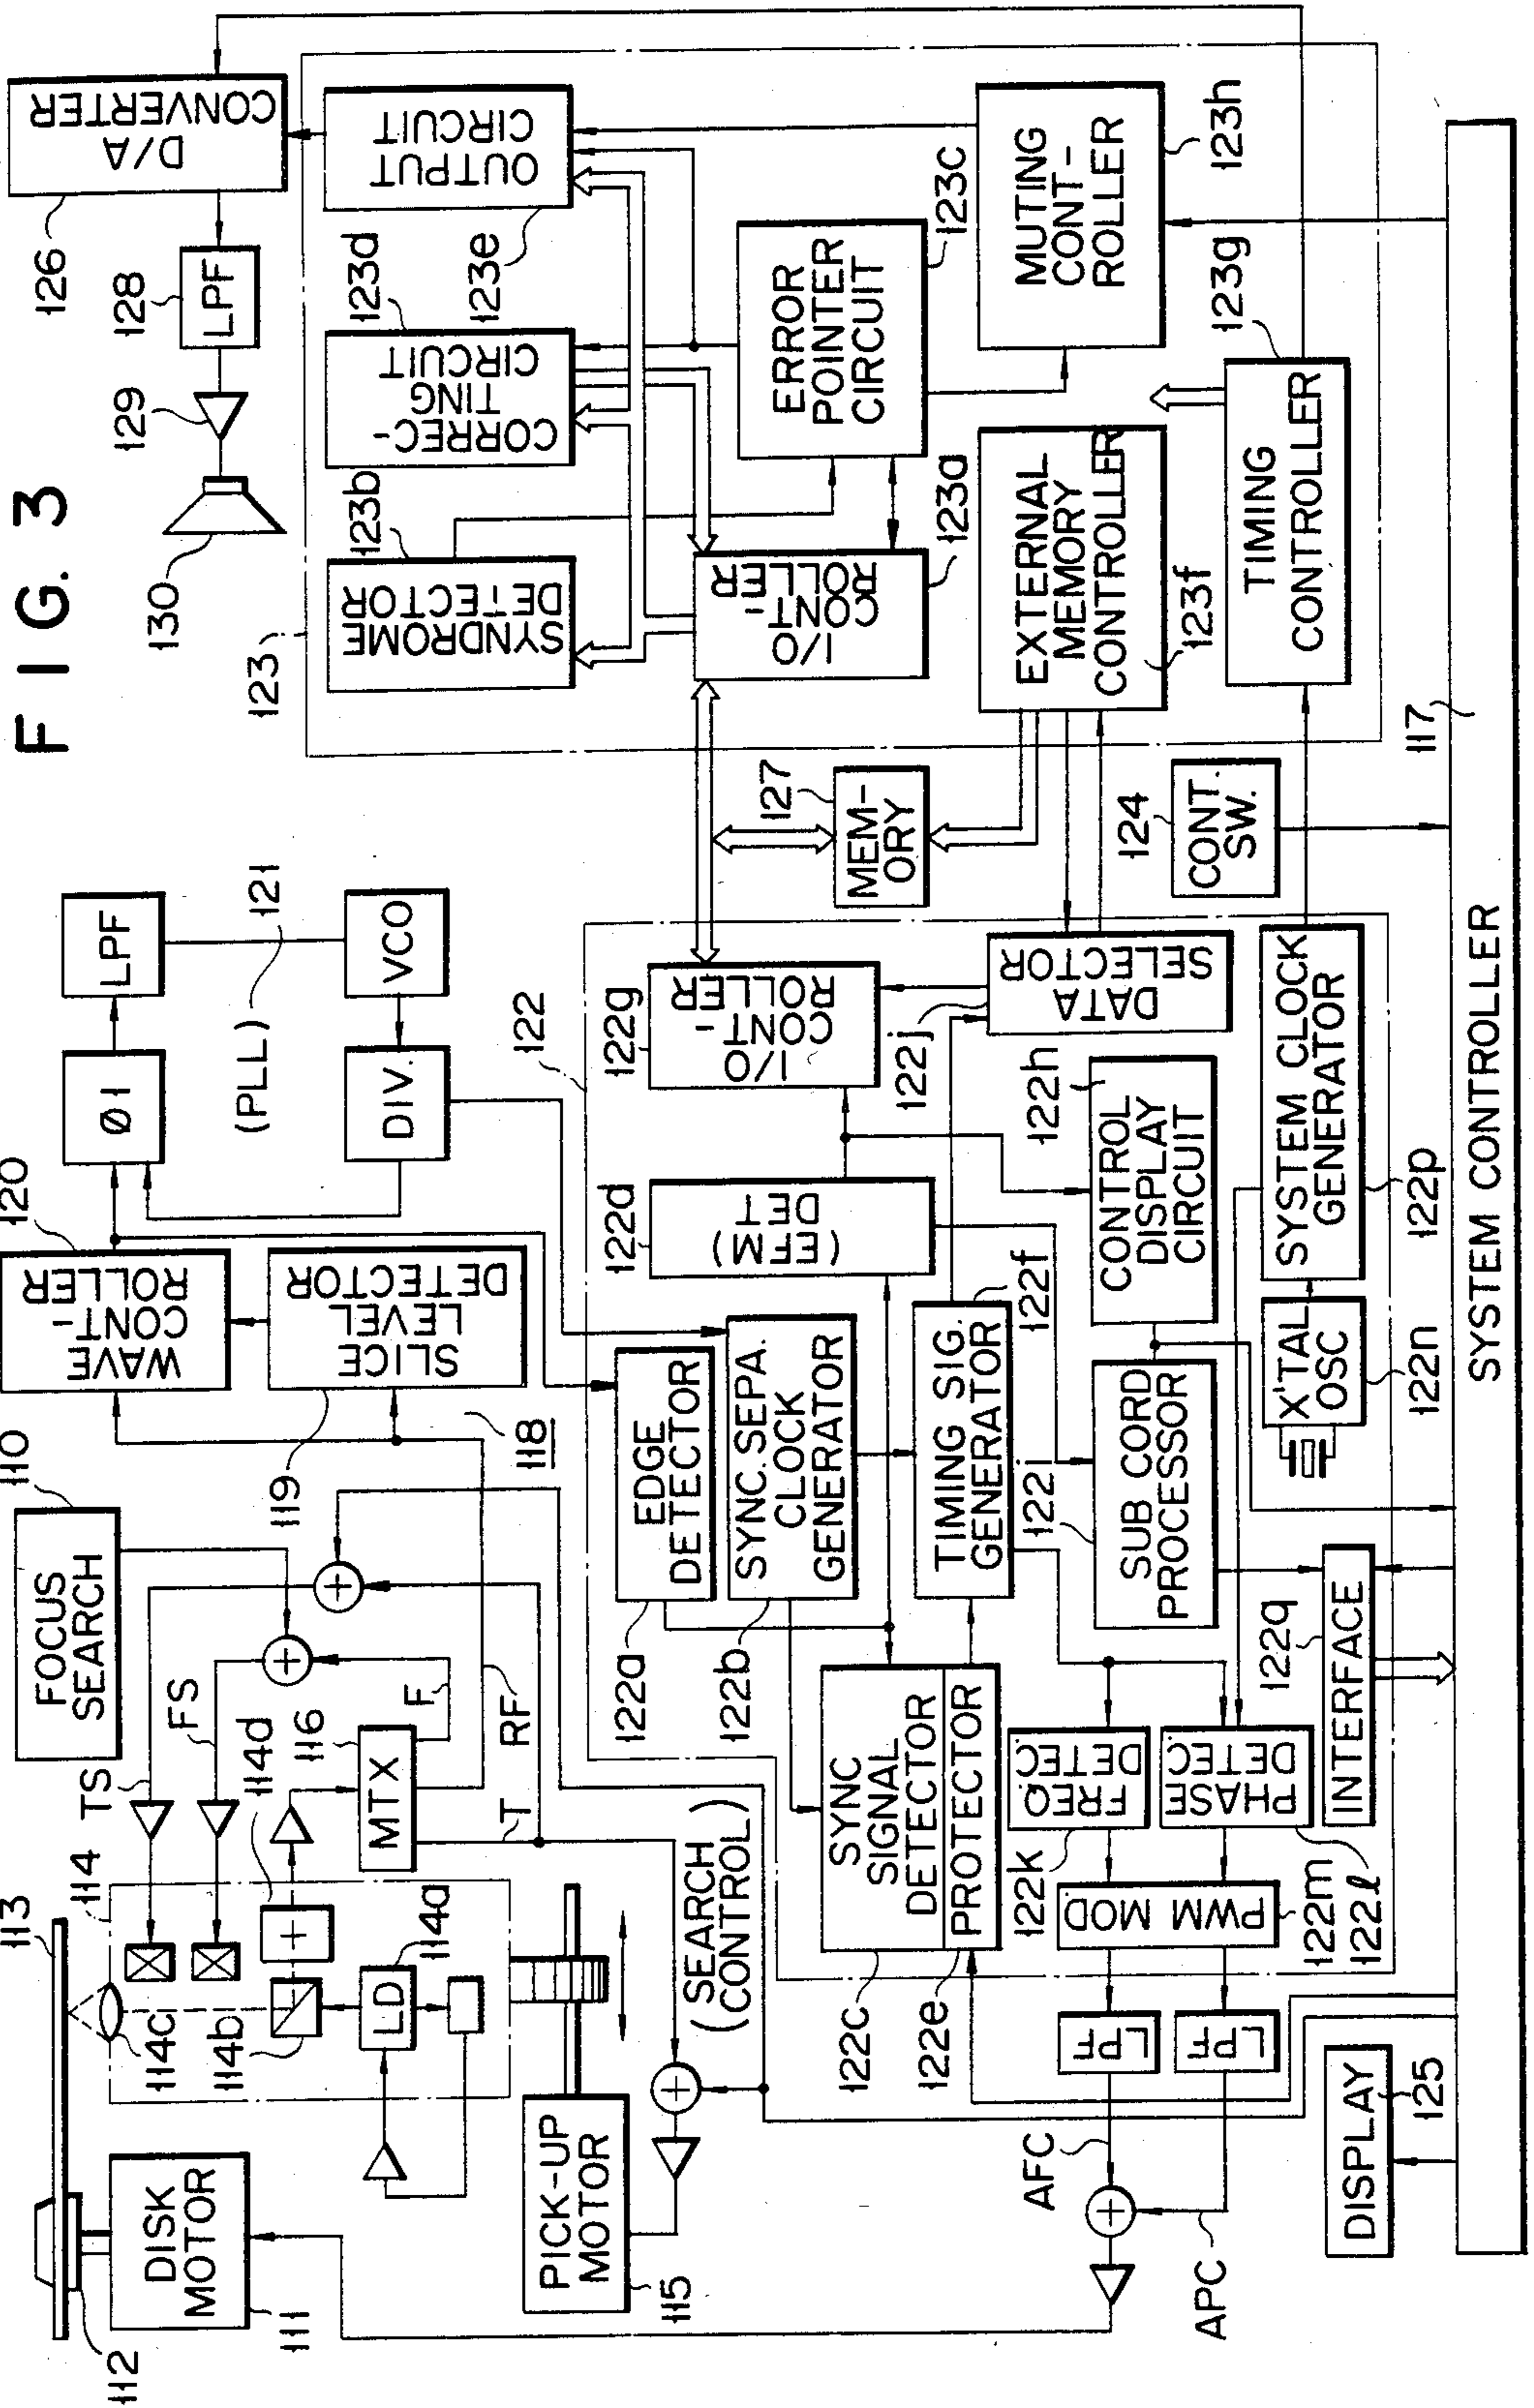 FIG. 3
113
112
DISK
MOTOR
111
PICK-UP
MOTOR
115
114
114c
114b
114d
LD
114a
TS
FS
FOCUS
SEARCH
110
MTX
116
F
RF
T
(SEARCH
CONTROL)
WAVE
CONT-
ROLLER
120
SLICE
LEVEL
DETECTOR
119
118
Ø1
LPF
VCO
DIV.
(PLL)
121
122
EDGE
DETECTOR
122a
SYNC.SEPA.
CLOCK
GENERATOR
122b
SYNC
SIGNAL
DETECTOR
122c
PROTECTOR
122e
(EFM)
DET
122d
TIMING SIG.
GENERATOR
122f
I/O
CONT-
ROLLER
122g
DATA
SELECTOR
122j
CONTROL
DISPLAY
CIRCUIT
122h
SUB CORD
PROCESSOR
122i
FREQ
DETEC
122k
PHASE
DETEC
122ℓ
PWM MOD
122m
X'TAL
OSC
122n
SYSTEM CLOCK
GENERATOR
122p
INTERFACE
122q
LPF
LPF
AFC
APC
DISPLAY
125
SYSTEM CONTROLLER
117
CONT.
SW.
124
MEM-
ORY
127
123
I/O
CONT-
ROLLER
123a
SYNDROME
DETECTOR
123b
ERROR
POINTER
CIRCUIT
123c
CORREC-
TING
CIRCUIT
123d
OUTPUT
CIRCUIT
123e
EXTERNAL
MEMORY
CONTROLLER
123f
TIMING
CONTROLLER
123g
MUTING
CONT-
ROLLER
123h
D/A
CONVERTER
126
LPF
128
129
130